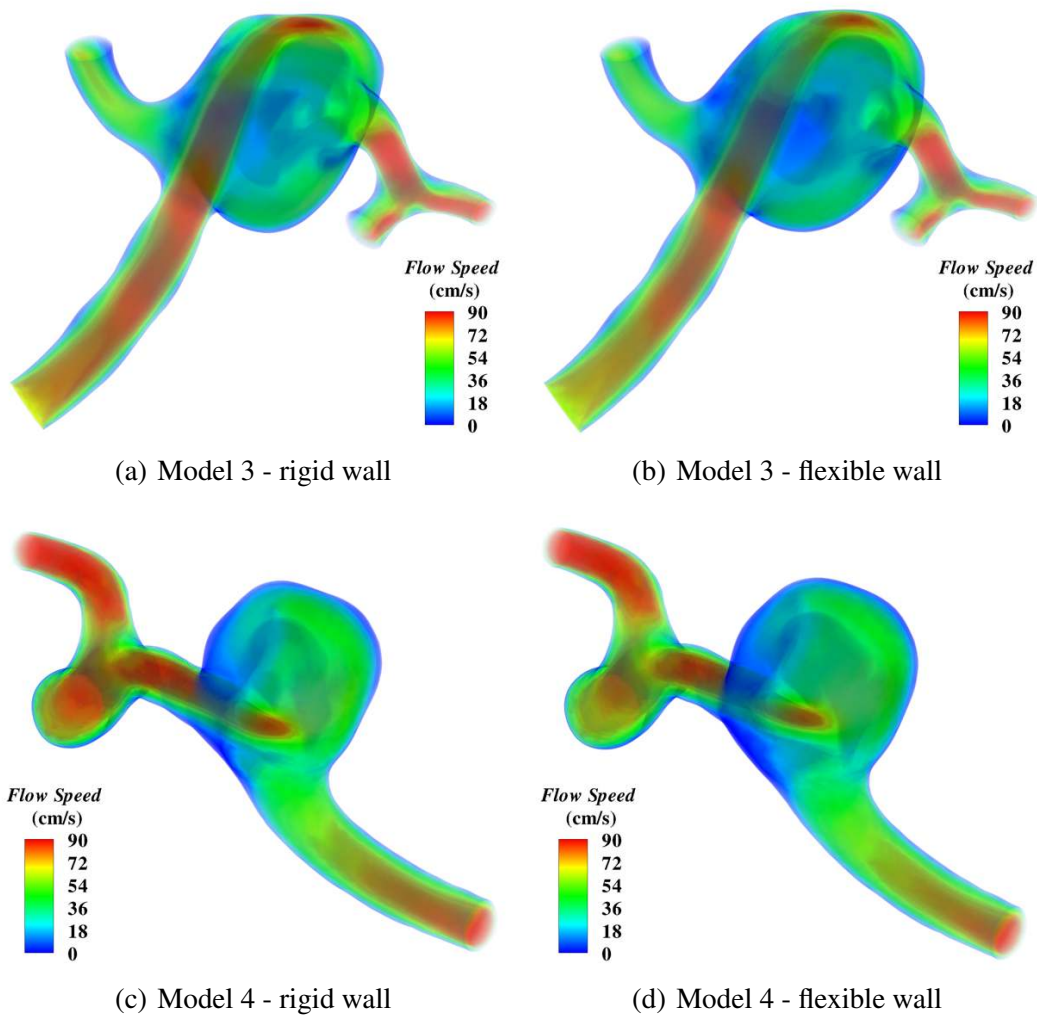 Flow Speed
(cm/s)
90
72
54
36
18
0
Flow Speed
(cm/s)
90
72
54
36
18
0
(a) Model 3 - rigid wall
(b) Model 3 - flexible wall
Flow Speed
(cm/s)
90
72
54
36
18
0
Flow Speed
(cm/s)
90
72
54
36
18
0
(c) Model 4 - rigid wall
(d) Model 4 - flexible wall